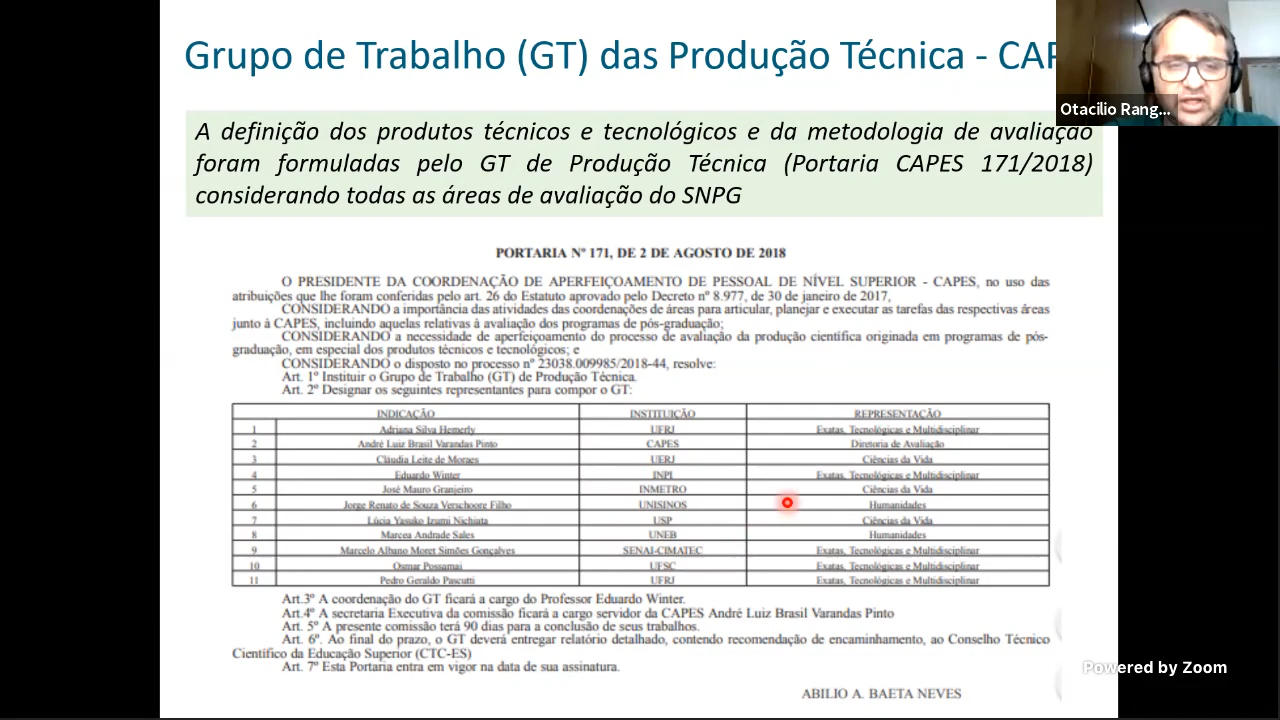 Grupo de Trabalho (GT) das Produção Técnica - CAP
Otacilio Rang...
A definição dos produtos técnicos e tecnológicos e da metodologia de avaliação
foram formuladas pelo GT de Produção Técnica (Portaria CAPES 171/2018)
considerando todas as áreas de avaliação do SNPG
PORTARIA Nº 171, DE 2 DE AGOSTO DE 2018
O PRESIDENTE DA COORDENAÇÃO DE APERFEIÇOAMENTO DE PESSOAL DE NÍVEL SUPERIOR - CAPES, no uso das
atribuições que lhe foram conferidas pelo art. 26 do Estatuto aprovado pelo Decreto nº 8.977, de 30 de janeiro de 2017,
CONSIDERANDO a importância das atividades das coordenações de áreas para articular, planejar e executar as tarefas das respectivas áreas
junto à CAPES, incluindo aquelas relativas à avaliação dos programas de pós-graduação;
CONSIDERANDO a necessidade de aperfeiçoamento do processo de avaliação da produção científica originada em programas de pós-
graduação, em especial dos produtos técnicos e tecnológicos; e
CONSIDERANDO o disposto no processo nº 23038.009985/2018-44, resolve:
Art. 1º Instituir o Grupo de Trabalho (GT) de Produção Técnica.
Art. 2º Designar os seguintes representantes para compor o GT:
INDICAÇÃO INSTITUIÇÃO REPRESENTAÇÃO
1 Adriana Silva Hemerly UFRJ Exatas, Tecnológicas e Multidisciplinar
2 André Luiz Brasil Varandas Pinto CAPES Diretoria de Avaliação
3 Cláudia Leite de Moraes UERJ Ciências da Vida
4 Eduardo Winter INPI Exatas, Tecnológicas e Multidisciplinar
5 José Mauro Granjeiro INMETRO Ciências da Vida
6 Jorge Renato de Souza Verschoore Filho UNISINOS Humanidades
7 Lúcia Yasuko Izumi Nichiata USP Ciências da Vida
8 Marcea Andrade Sales UNEB Humanidades
9 Marcelo Albano Moret Simões Gonçalves SENAI-CIMATEC Exatas, Tecnológicas e Multidisciplinar
10 Osmar Possamai UFSC Exatas, Tecnológicas e Multidisciplinar
11 Pedro Geraldo Pascutti UFRJ Exatas, Tecnológicas e Multidisciplinar
Art.3º A coordenação do GT ficará a cargo do Professor Eduardo Winter.
Art.4º A secretaria Executiva da comissão ficará a cargo servidor da CAPES André Luiz Brasil Varandas Pinto
Art. 5º A presente comissão terá 90 dias para a conclusão de seus trabalhos.
Art. 6º. Ao final do prazo, o GT deverá entregar relatório detalhado, contendo recomendação de encaminhamento, ao Conselho Técnico
Científico da Educação Superior (CTC-ES)
Art. 7º Esta Portaria entra em vigor na data de sua assinatura.
Powered by Zoom
ABILIO A. BAETA NEVES